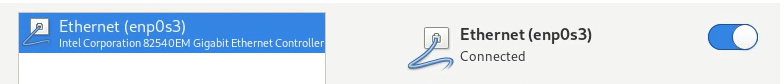 Ethernet (enp0s3)
Intel Corporation 82540EM Gigabit Ethernet Controller
Ethernet (enp0s3)
Connected